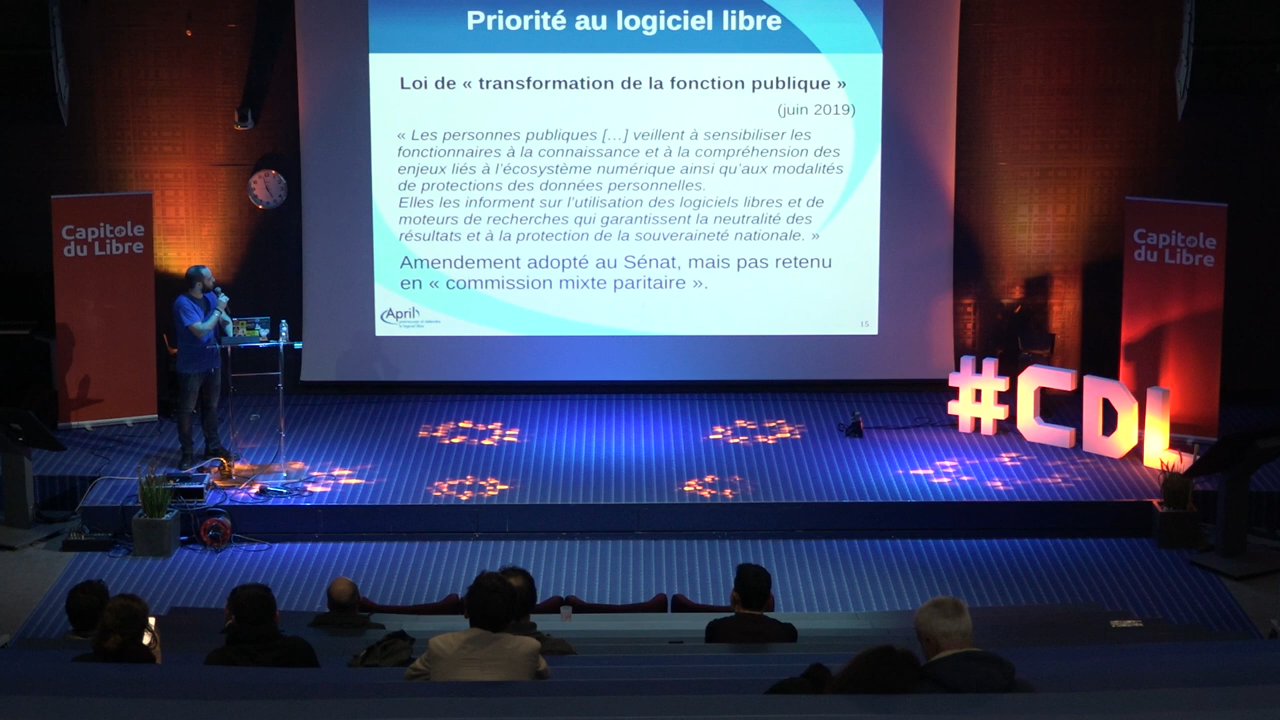 Priorité au logiciel libre
Loi de « transformation de la fonction publique »
(juin 2019)
« Les personnes publiques […] veillent à sensibiliser les
fonctionnaires à la connaissance et à la compréhension des
enjeux liés à l'écosystème numérique ainsi qu'aux modalités
de protections des données personnelles.
Elles les informent sur l'utilisation des logiciels libres et de
moteurs de recherches qui garantissent la neutralité des
résultats et à la protection de la souveraineté nationale. »
Amendement adopté au Sénat, mais pas retenu
en « commission mixte paritaire ».
April
15
Capitole
du Libre
Capitole
du Libre
#CDL